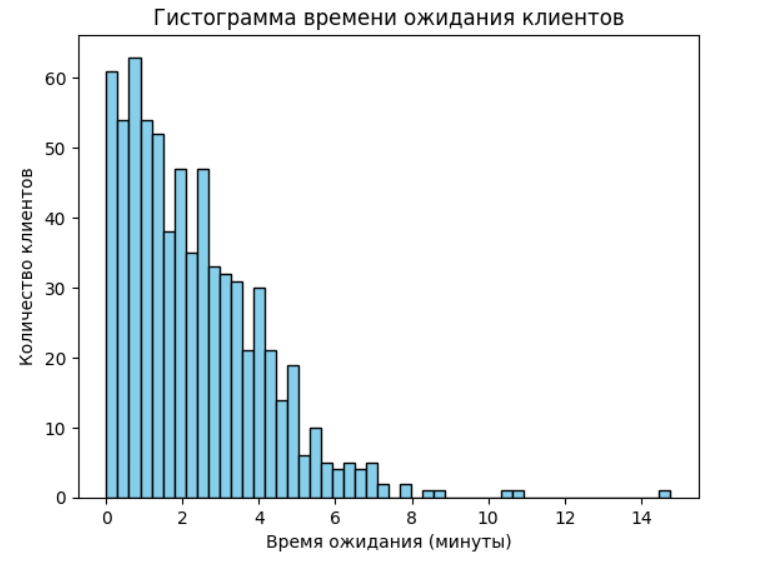 Гистограмма времени ожидания клиентов
Количество клиентов
60
50
40
30
20
10
0
0 2 4 6 8 10 12 14
Время ожидания (минуты)